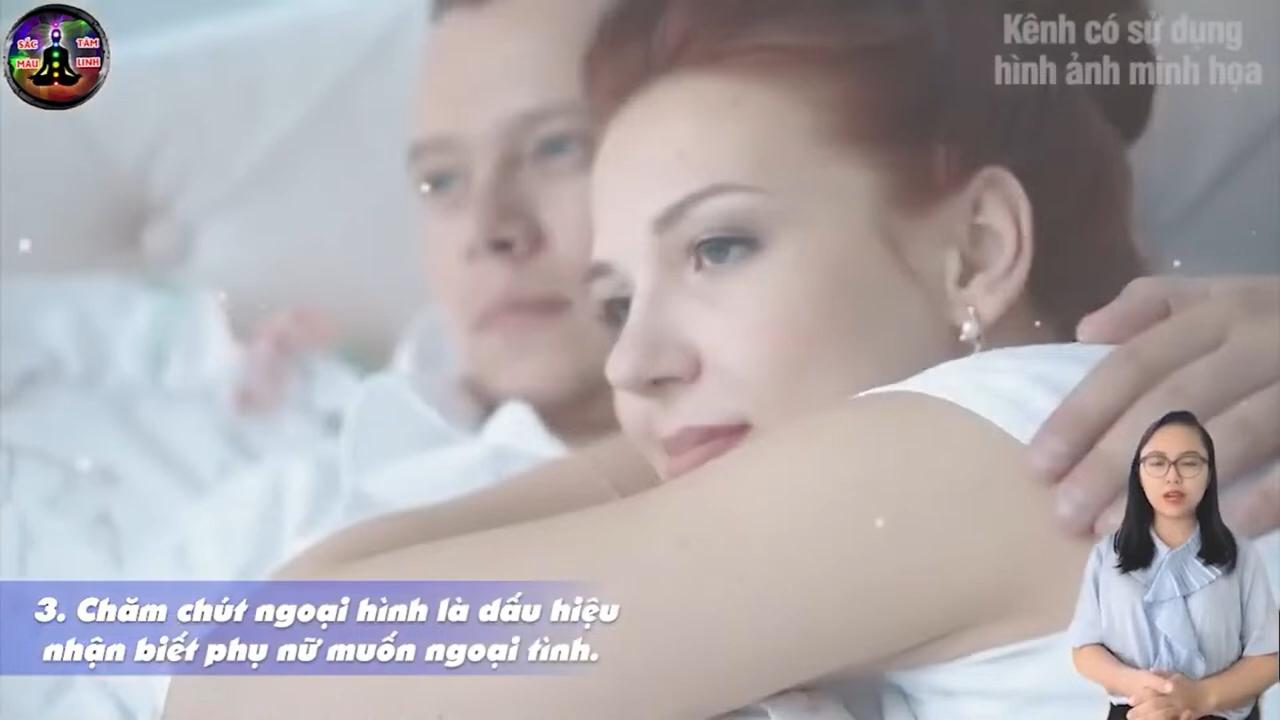 SẮC
MÀU
TÂM
LINH
Kênh có sử dụng
hình ảnh minh họa
3. Chăm chút ngoại hình là dấu hiệu
nhận biết phụ nữ muốn ngoại tình.